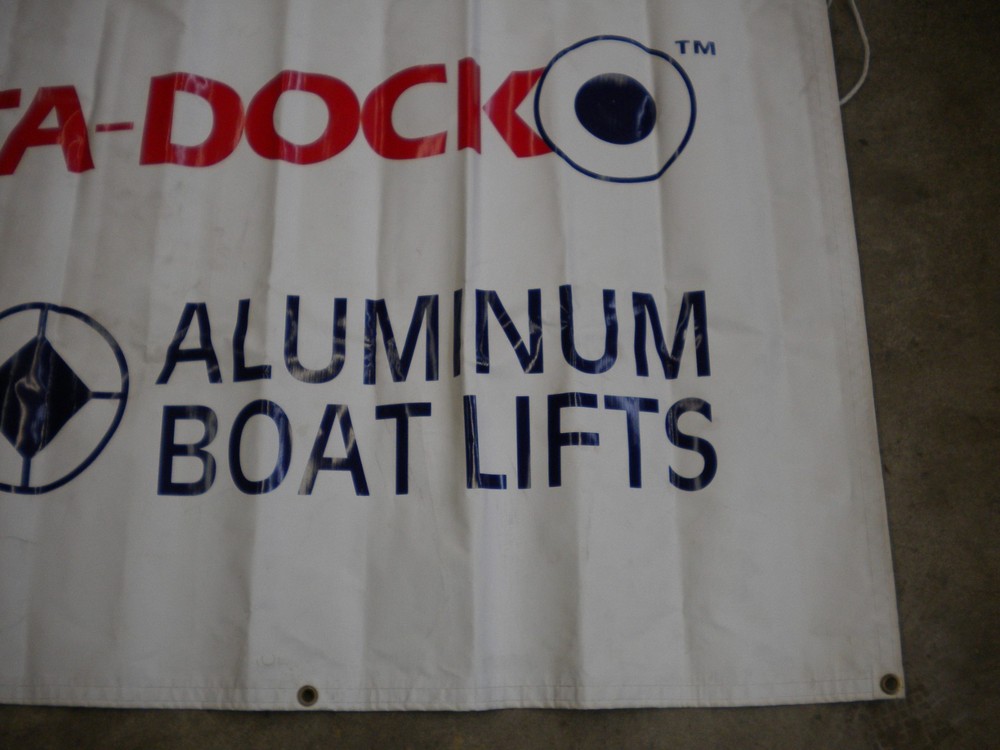 TA-DOCK TM
ALUMINUM
BOAT LIFTS